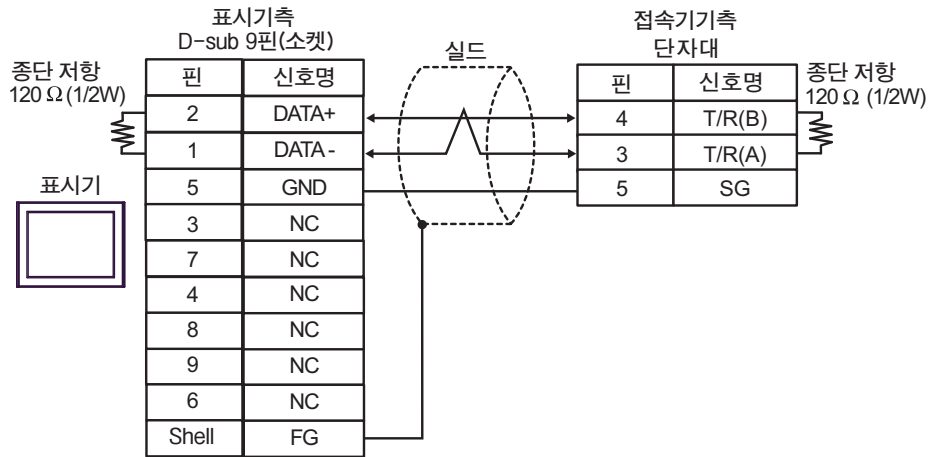 표시기측
D-sub 9핀(소켓)
종단 저항
120 Ω (1/2W)
핀 신호명
2 DATA+
1 DATA-
5 GND
3 NC
7 NC
4 NC
8 NC
9 NC
6 NC
Shell FG
표시기
실드
접속기기측
단자대
핀 신호명
4 T/R(B)
3 T/R(A)
5 SG
종단 저항
120 Ω (1/2W)